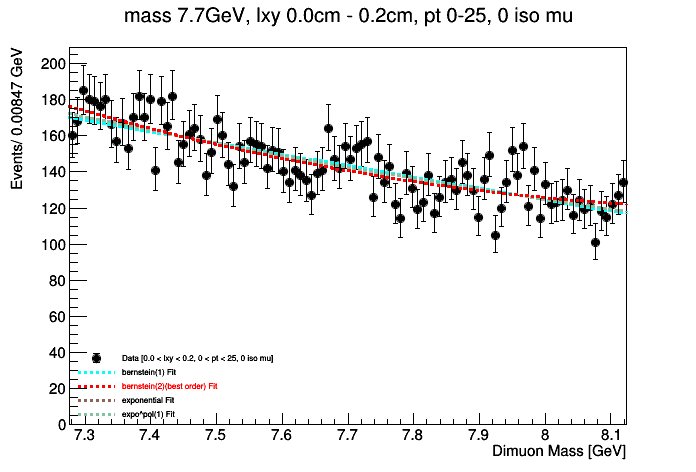 mass 7.7GeV, lxy 0.0cm - 0.2cm, pt 0-25, 0 iso mu
Events/ 0.00847 GeV
200
180
160
140
120
100
80
60
40
20
0
Data [0.0 < lxy < 0.2, 0 < pt < 25, 0 iso mu]
bernstein(1) Fit
bernstein(2)(best order) Fit
exponential Fit
expo*pol(1) Fit
7.3 7.4 7.5 7.6 7.7 7.8 7.9 8 8.1
Dimuon Mass [GeV]